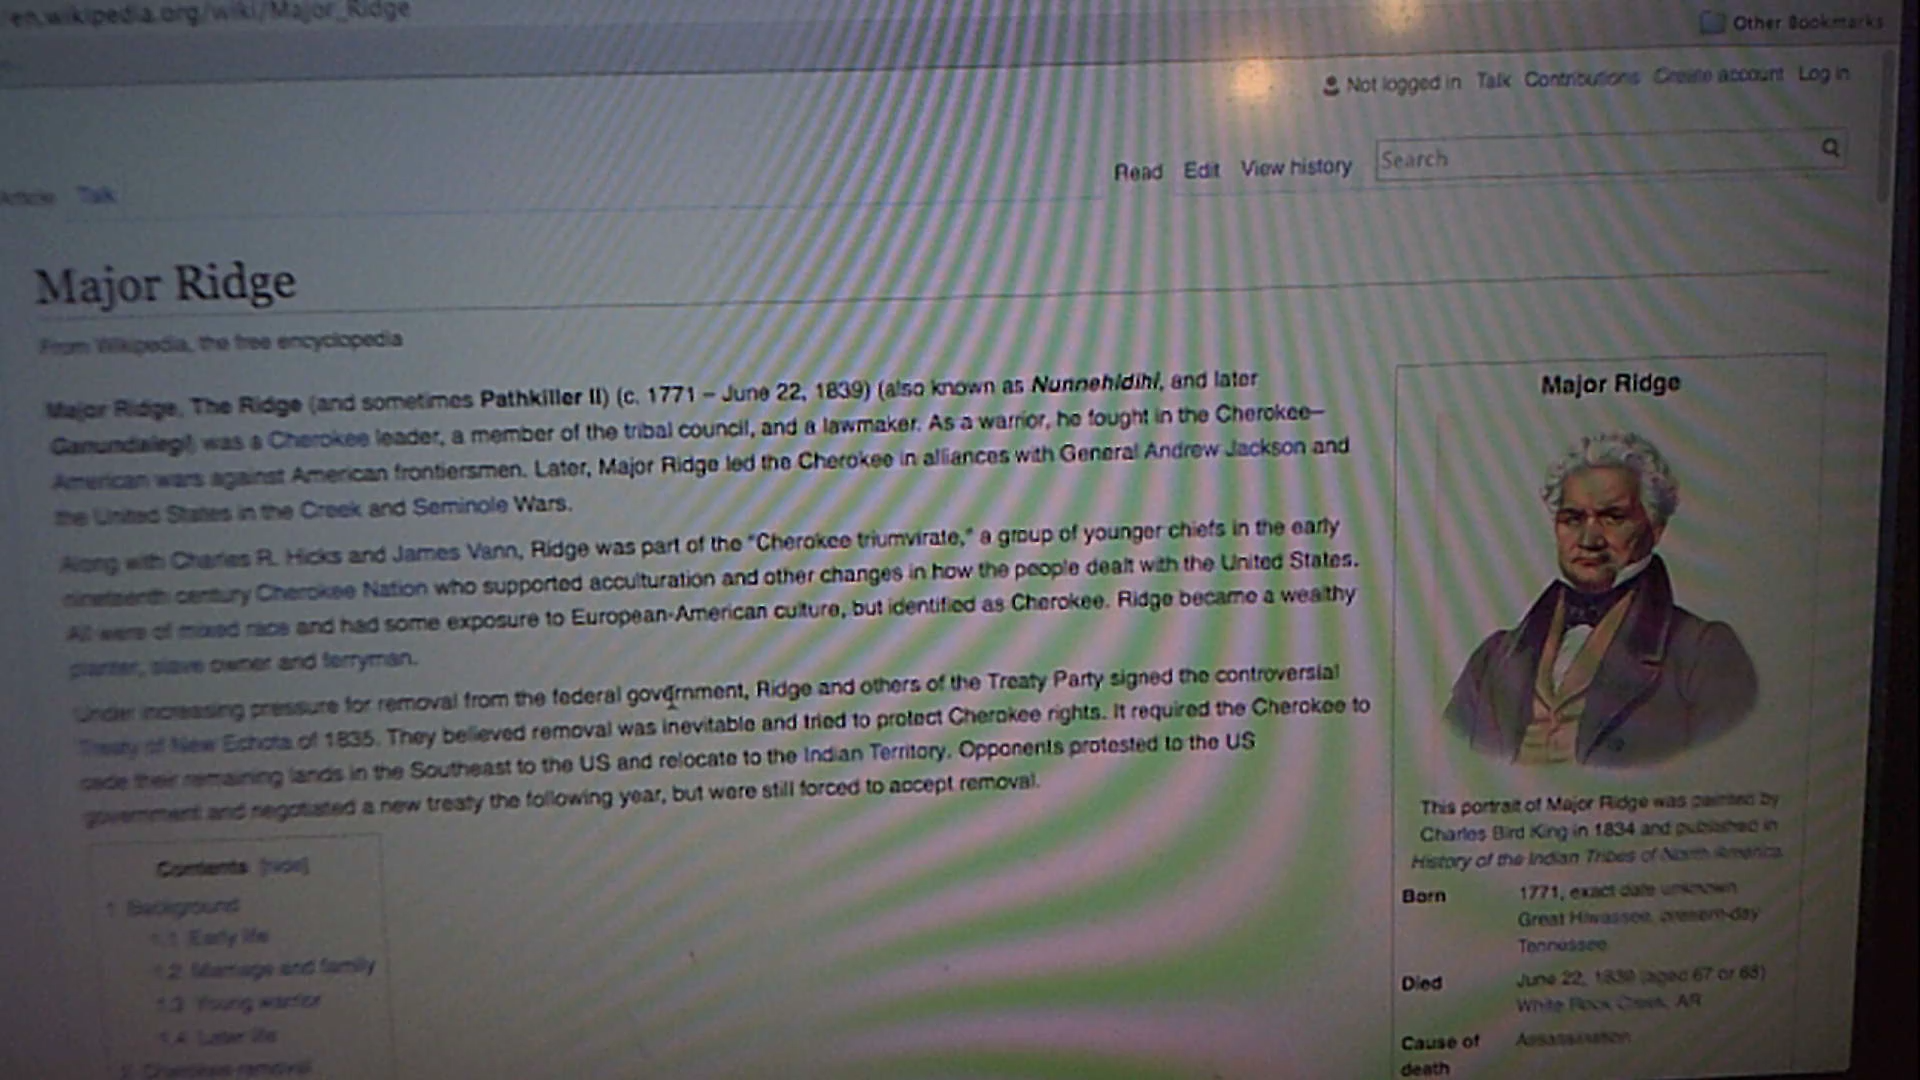 en.wikipedia.org/wiki/Major_Ridge
Other Bookmarks
Not logged in Talk Contributions Create account Log in
Article Talk
Read Edit View history
Search
Major Ridge
From Wikipedia, the free encyclopedia
Major Ridge, The Ridge (and sometimes Pathkiller II) (c. 1771 – June 22, 1839) (also known as Nunnehidihi, and later
Ganundalegi) was a Cherokee leader, a member of the tribal council, and a lawmaker. As a warrior, he fought in the Cherokee–
American wars against American frontiersmen. Later, Major Ridge led the Cherokee in alliances with General Andrew Jackson and
the United States in the Creek and Seminole Wars.
Along with Charles R. Hicks and James Vann, Ridge was part of the "Cherokee triumvirate," a group of younger chiefs in the early
nineteenth century Cherokee Nation who supported acculturation and other changes in how the people dealt with the United States.
All were of mixed race and had some exposure to European-American culture, but identified as Cherokee. Ridge became a wealthy
planter, slave owner and ferryman.
Under increasing pressure for removal from the federal government, Ridge and others of the Treaty Party signed the controversial
Treaty of New Echota of 1835. They believed removal was inevitable and tried to protect Cherokee rights. It required the Cherokee to
cede their remaining lands in the Southeast to the US and relocate to the Indian Territory. Opponents protested to the US
government and negotiated a new treaty the following year, but were still forced to accept removal.
Contents [hide]
1 Background
1.1 Early life
1.2 Marriage and family
1.3 Young warrior
1.4 Later life
2 Cherokee removal
Major Ridge
This portrait of Major Ridge was painted by
Charles Bird King in 1834 and published in
History of the Indian Tribes of North America.
Born 1771, exact date unknown
Great Hiwassee, present-day
Tennessee
Died June 22, 1839 (aged 67 or 68)
White Rock Creek, AR
Cause of Assassination
death